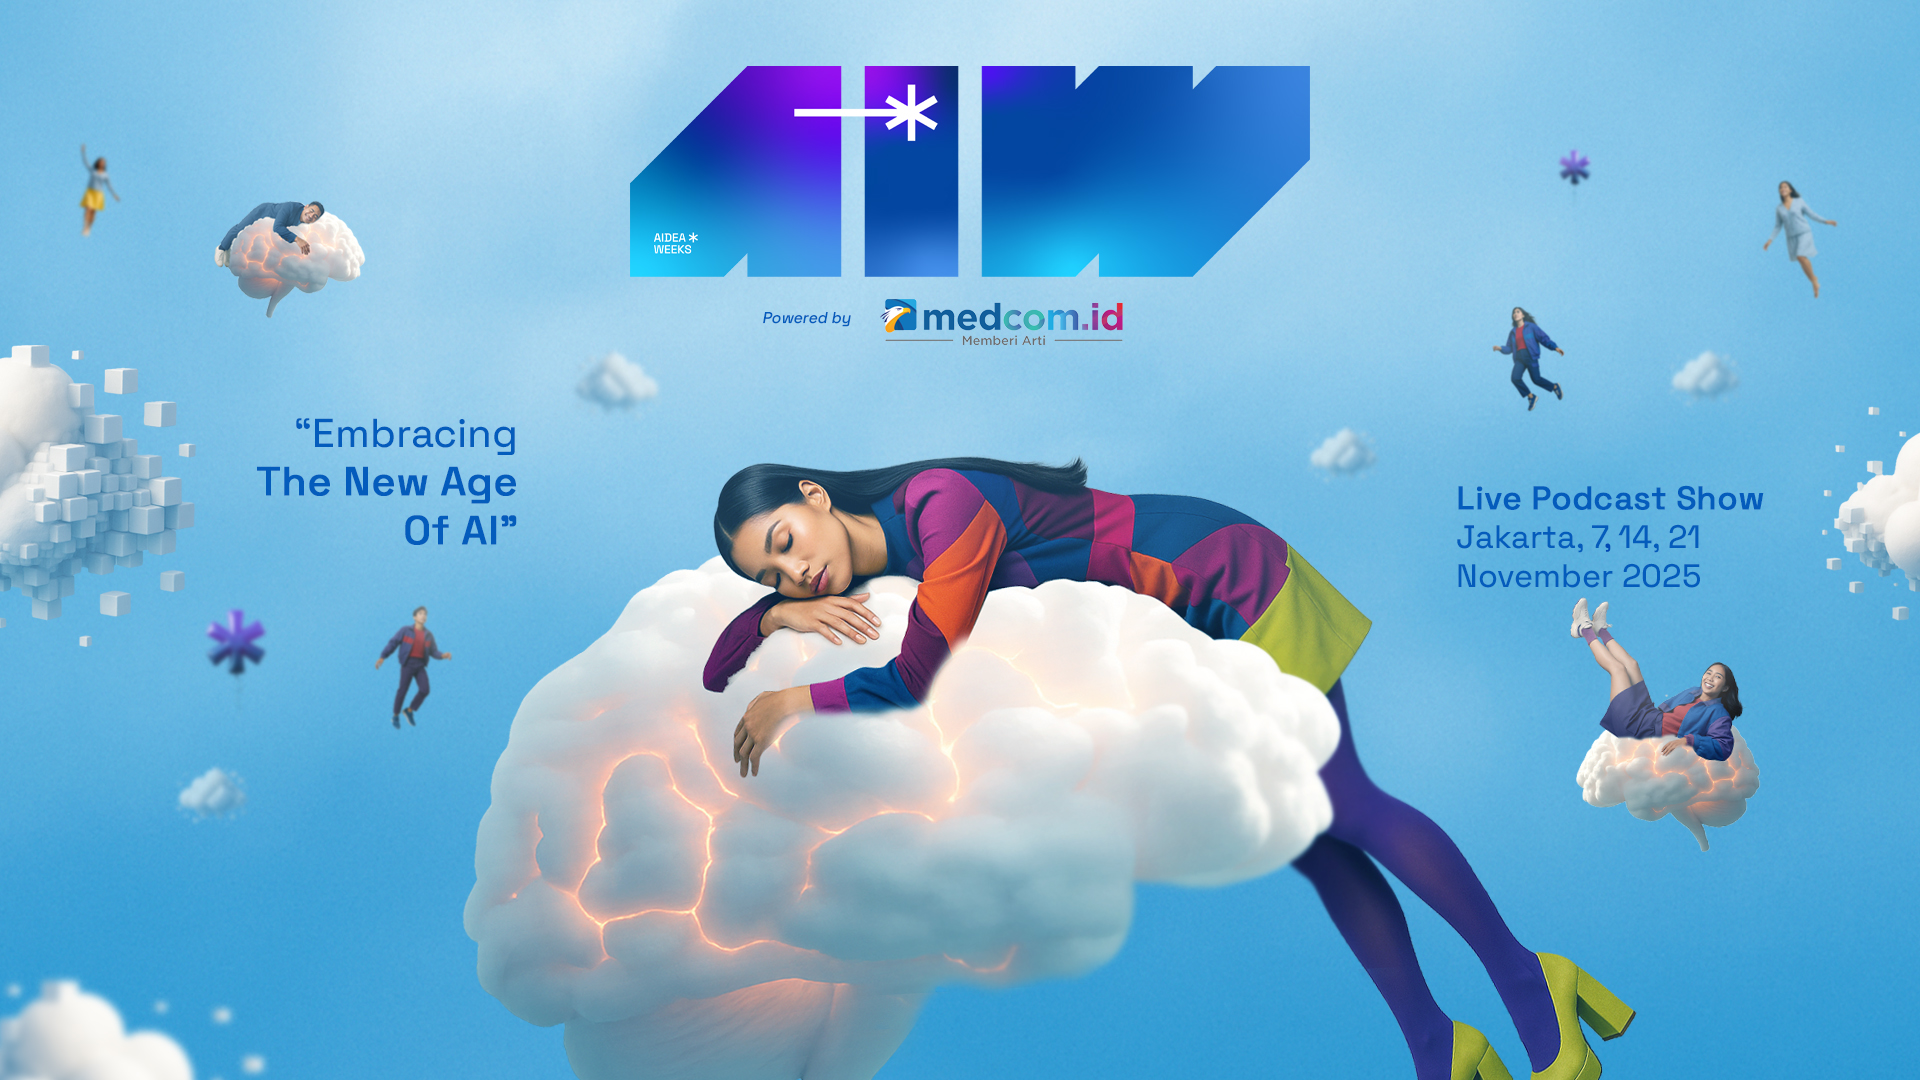 AIW
AIDEA*
WEEKS
Powered by
medcom.id
Memberi Arti
“Embracing
The New Age
Of AI”
Live Podcast Show
Jakarta, 7, 14, 21
November 2025